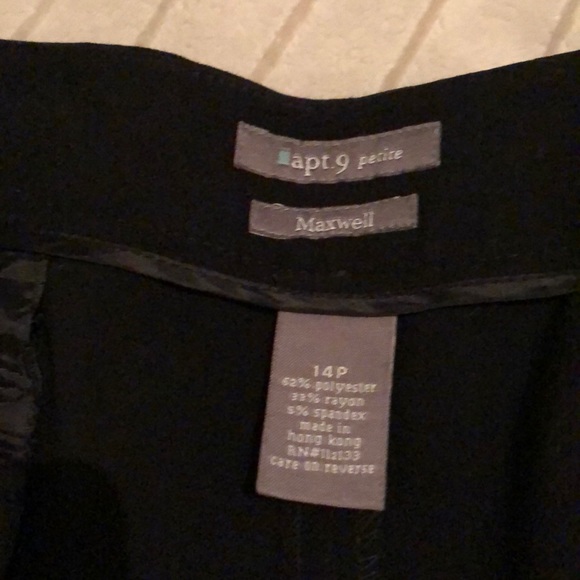 apt.9 petite
Maxwell
14P
62% polyester
33% rayon
5% spandex
made in
hong kong
RN#111133
care on reverse